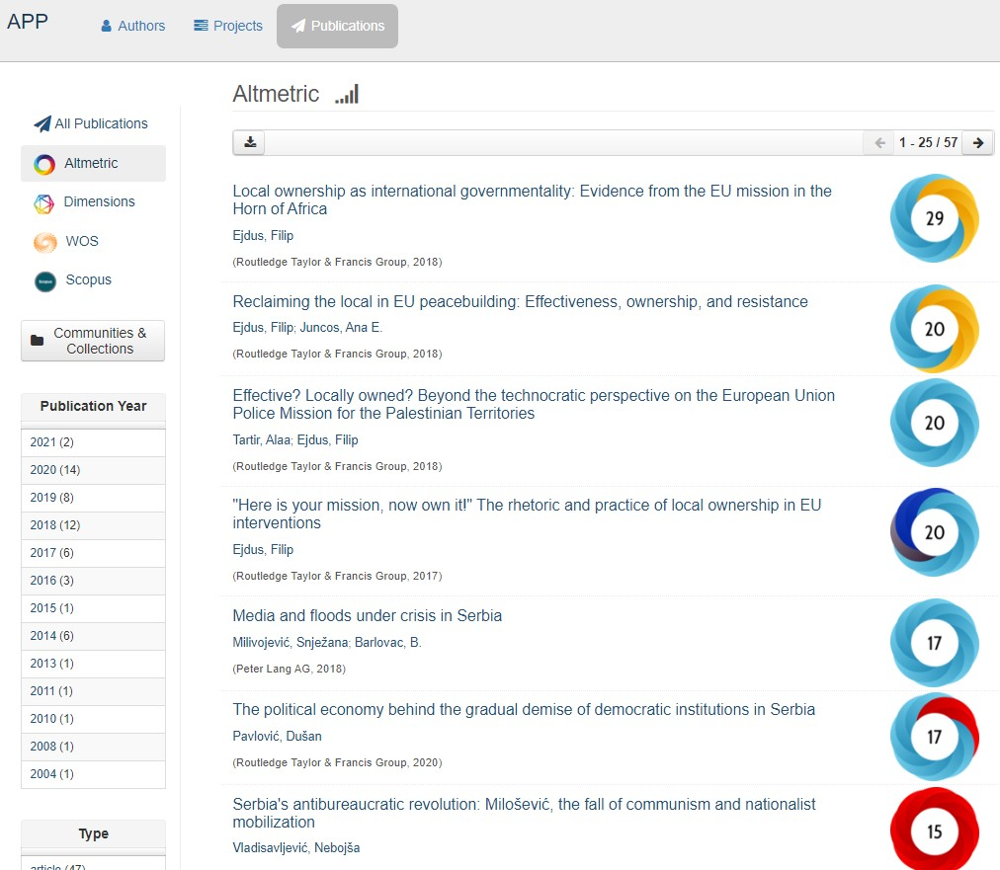 APP
Authors
Projects
Publications
All Publications
Altmetric
Dimensions
WOS
Scopus
Communities &
Collections
Publication Year
2021 (2)
2020 (14)
2019 (8)
2018 (12)
2017 (6)
2016 (3)
2015 (1)
2014 (6)
2013 (1)
2011 (1)
2010 (1)
2008 (1)
2004 (1)
Type
article (47)
Altmetric
1 - 25 / 57
Local ownership as international governmentality: Evidence from the EU mission in the
Horn of Africa
Ejdus, Filip
(Routledge Taylor & Francis Group, 2018)
29
Reclaiming the local in EU peacebuilding: Effectiveness, ownership, and resistance
Ejdus, Filip; Juncos, Ana E.
(Routledge Taylor & Francis Group, 2018)
20
Effective? Locally owned? Beyond the technocratic perspective on the European Union
Police Mission for the Palestinian Territories
Tartir, Alaa; Ejdus, Filip
(Routledge Taylor & Francis Group, 2018)
20
"Here is your mission, now own it!" The rhetoric and practice of local ownership in EU
interventions
Ejdus, Filip
(Routledge Taylor & Francis Group, 2017)
20
Media and floods under crisis in Serbia
Milivojević, Snježana; Barlovac, B.
(Peter Lang AG, 2018)
17
The political economy behind the gradual demise of democratic institutions in Serbia
Pavlović, Dušan
(Routledge Taylor & Francis Group, 2020)
17
Serbia's antibureaucratic revolution: Milošević, the fall of communism and nationalist
mobilization
Vladisavljević, Nebojša
15